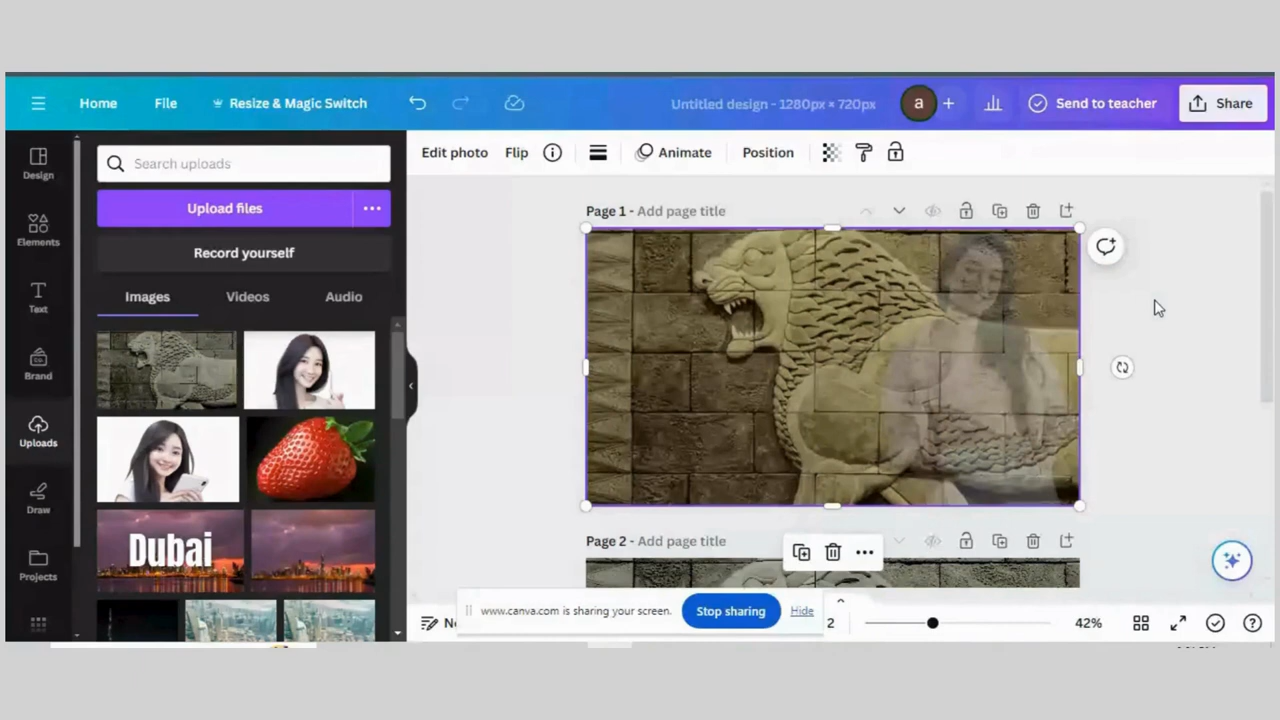 Home File Resize & Magic Switch Untitled design - 1280px × 720px a Send to teacher Share
Search uploads
Upload files
Record yourself
Images Videos Audio
Dubai
Design
Elements
Text
Brand
Uploads
Draw
Projects
Edit photo Flip Animate Position
Page 1 - Add page title
Page 2 - Add page title
www.canva.com is sharing your screen. Stop sharing Hide
2 42%